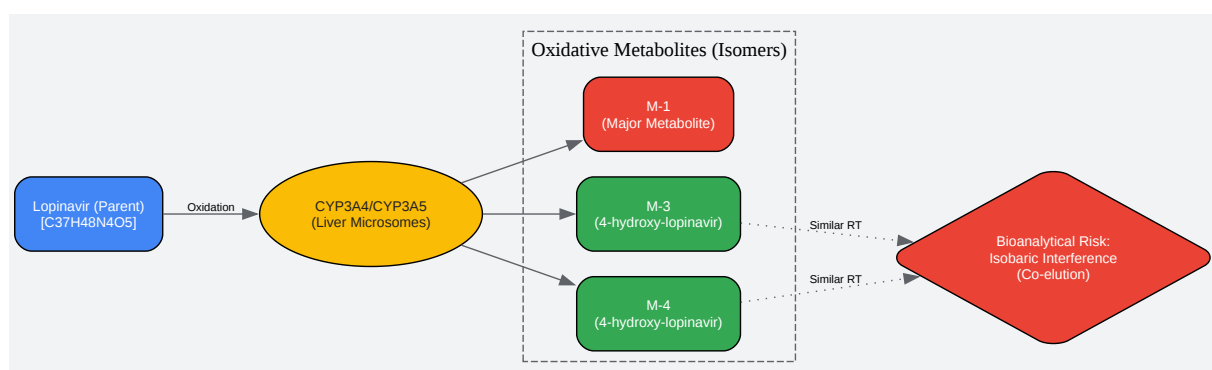 Oxidative Metabolites (Isomers)
M-1
(Major Metabolite)
Lopinavir (Parent)
[C37H48N4O5]
Oxidation
CYP3A4/CYP3A5
(Liver Microsomes)
M-3
(4-hydroxy-lopinavir)
Similar RT
Bioanalytical Risk:
Isobaric Interference
(Co-elution)
Similar RT
M-4
(4-hydroxy-lopinavir)